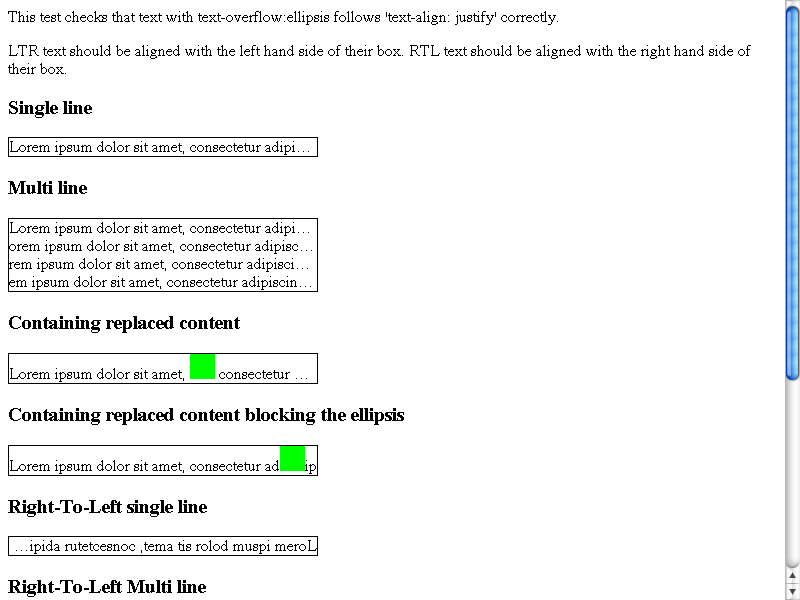 This test checks that text with text-overflow:ellipsis follows 'text-align: justify' correctly.
LTR text should be aligned with the left hand side of their box. RTL text should be aligned with the right hand side of
their box.
Single line
Lorem ipsum dolor sit amet, consectetur adipi…
Multi line
Lorem ipsum dolor sit amet, consectetur adipi…
orem ipsum dolor sit amet, consectetur adipisc…
rem ipsum dolor sit amet, consectetur adipisci…
em ipsum dolor sit amet, consectetur adipiscin…
Containing replaced content
Lorem ipsum dolor sit amet, consectetur …
Containing replaced content blocking the ellipsis
Lorem ipsum dolor sit amet, consectetur ad ip
Right-To-Left single line
…ipida rutetcesnoc ,tema tis rolod muspi meroL
Right-To-Left Multi line